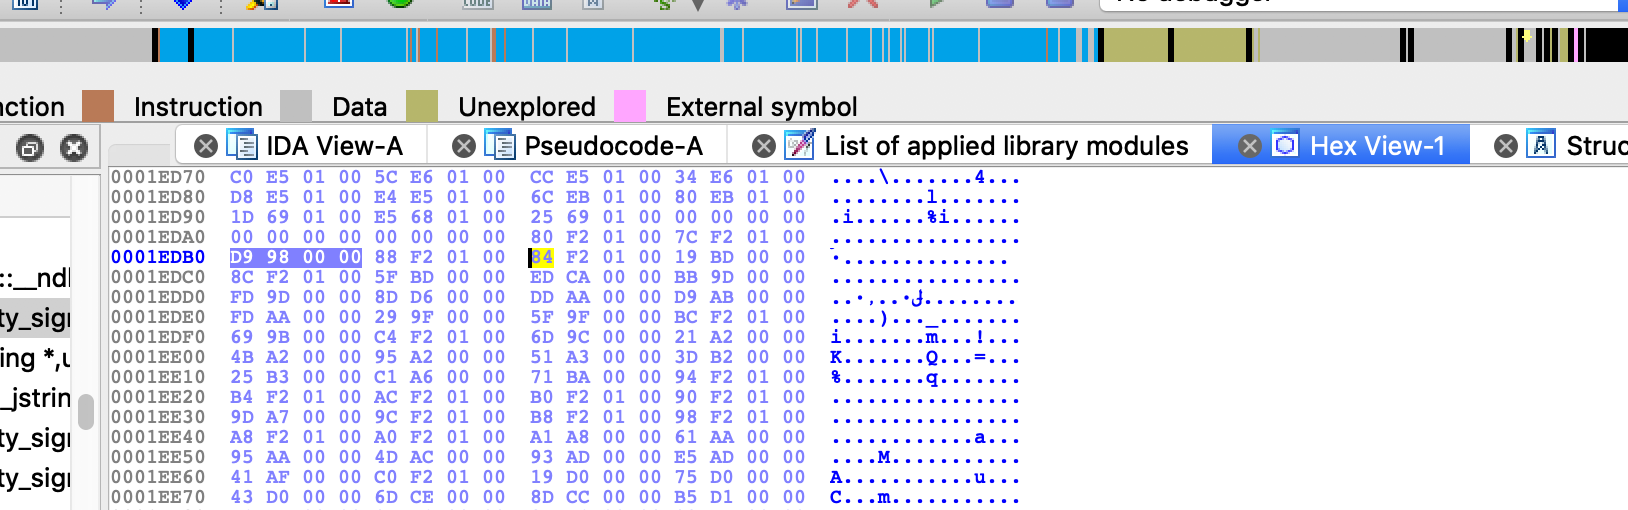 No debugger
nction Instruction Data Unexplored External symbol
IDA View-A Pseudocode-A List of applied library modules Hex View-1 Struc
0001ED70 C0 E5 01 00 5C E6 01 00 CC E5 01 00 34 E6 01 00 ....\.......4...
0001ED80 D8 E5 01 00 E4 E5 01 00 6C EB 01 00 80 EB 01 00 ........l.......
0001ED90 1D 69 01 00 E5 68 01 00 25 69 01 00 00 00 00 00 .i......%i......
0001EDA0 00 00 00 00 00 00 00 00 80 F2 01 00 7C F2 01 00 ................
0001EDB0 D9 98 00 00 88 F2 01 00 84 F2 01 00 19 BD 00 00
0001EDC0 8C F2 01 00 5F BD 00 00 ED CA 00 00 BB 9D 00 00 ................
0001EDD0 FD 9D 00 00 8D D6 00 00 DD AA 00 00 D9 AB 00 00
0001EDE0 FD AA 00 00 29 9F 00 00 5F 9F 00 00 BC F2 01 00 ....)..._.......
0001EDF0 69 9B 00 00 C4 F2 01 00 6D 9C 00 00 21 A2 00 00 i.......m...!...
0001EE00 4B A2 00 00 95 A2 00 00 51 A3 00 00 3D B2 00 00 K.......Q...=...
0001EE10 25 B3 00 00 C1 A6 00 00 71 BA 00 00 94 F2 01 00 %.......q.......
0001EE20 B4 F2 01 00 AC F2 01 00 B0 F2 01 00 90 F2 01 00 ................
0001EE30 9D A7 00 00 9C F2 01 00 B8 F2 01 00 98 F2 01 00 ................
0001EE40 A8 F2 01 00 A0 F2 01 00 A1 A8 00 00 61 AA 00 00 ............a...
0001EE50 95 AA 00 00 4D AC 00 00 93 AD 00 00 E5 AD 00 00 ....M...........
0001EE60 41 AF 00 00 C0 F2 01 00 19 D0 00 00 75 D0 00 00 A...........u...
0001EE70 43 D0 00 00 6D CE 00 00 8D CC 00 00 B5 D1 00 00 C...m...........
::__ndl
ty_sign
ing *,u
_jstrin
ty_sign
ty_sign